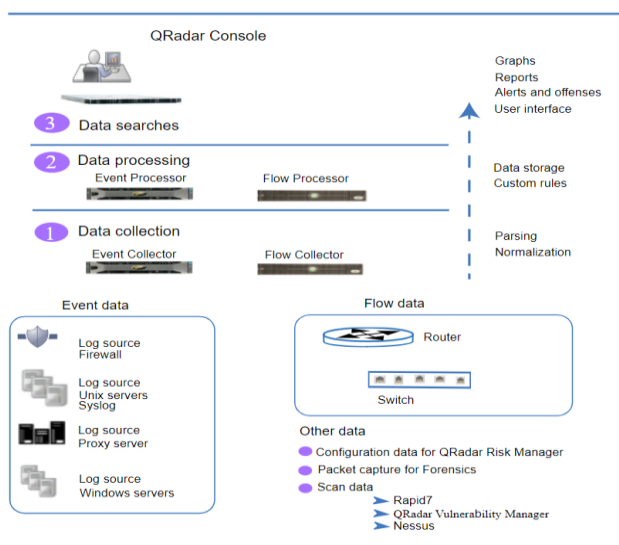 QRadar Console
Graphs
Reports
Alerts and offenses
User interface
3 Data searches
2 Data processing
Event Processor Flow Processor
Data storage
Custom rules
1 Data collection
Event Collector Flow Collector
Parsing
Normalization
Event data
Log source
Firewall
Log source
Unix servers
Syslog
Log source
Proxy server
Log source
Windows servers
Flow data
Router
Switch
Other data
Configuration data for QRadar Risk Manager
Packet capture for Forensics
Scan data
Rapid7
QRadar Vulnerability Manager
Nessus